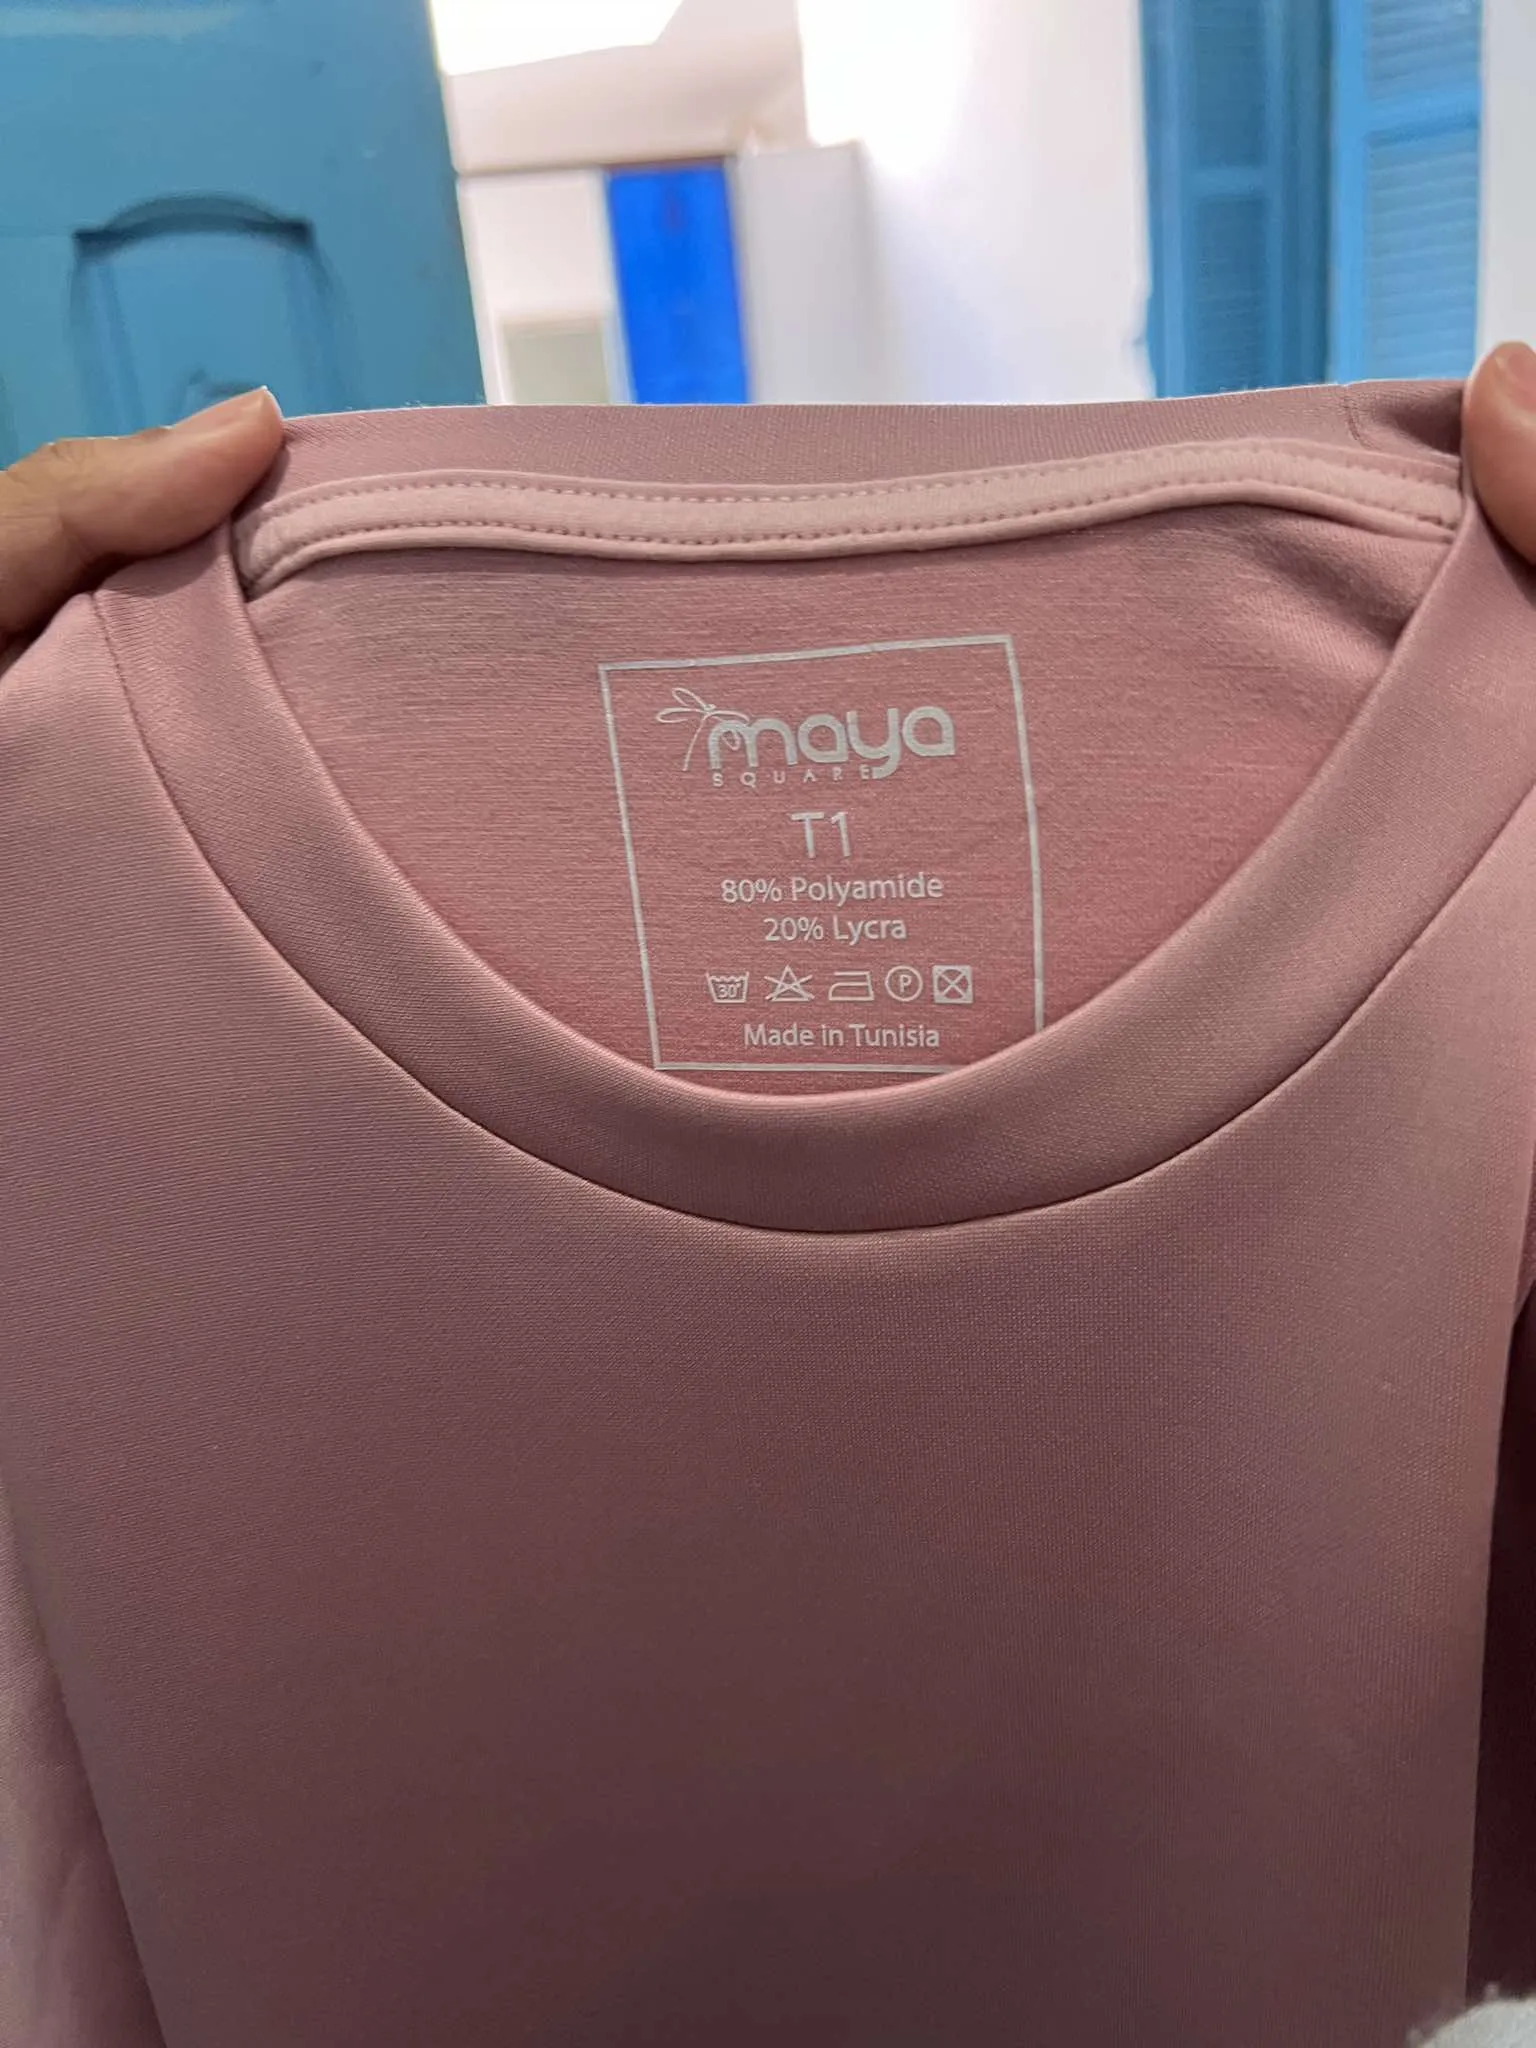 maya
SQUARE
T1
80% Polyamide
20% Lycra
30°
P
Made in Tunisia